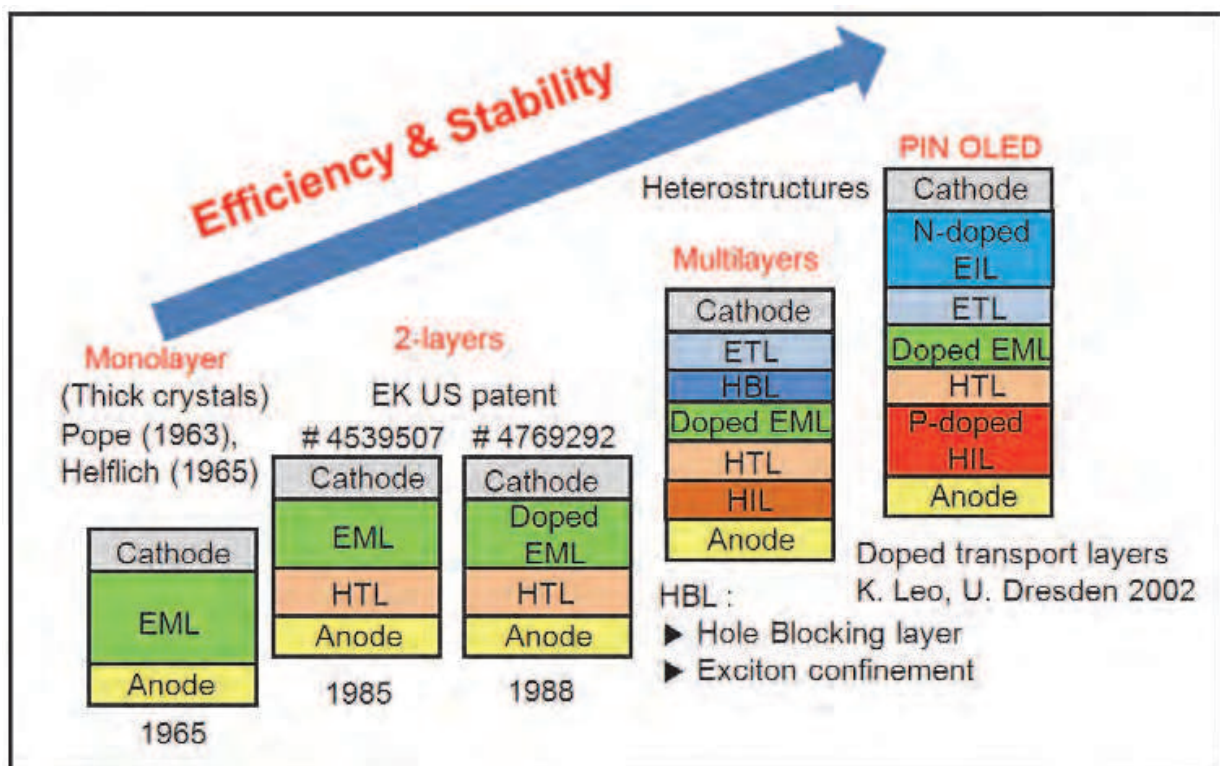 Efficiency & Stability
Monolayer
(Thick crystals)
Pope (1963),
Helflich (1965)
Cathode
EML
Anode
1965
2-layers
EK US patent
# 4539507
Cathode
EML
HTL
Anode
1985
# 4769292
Cathode
Doped
EML
HTL
Anode
1988
Heterostructures
Multilayers
Cathode
ETL
HBL
Doped EML
HTL
HIL
Anode
HBL :
▶ Hole Blocking layer
▶ Exciton confinement
PIN OLED
Cathode
N-doped
EIL
ETL
Doped EML
HTL
P-doped
HIL
Anode
Doped transport layers
K. Leo, U. Dresden 2002